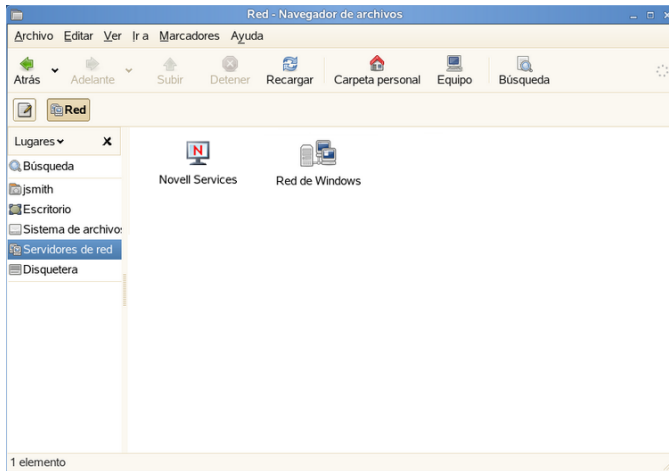 Red - Navegador de archivos
Archivo Editar Ver Ir a Marcadores Ayuda
Atrás Adelante Subir Detener Recargar Carpeta personal Equipo Búsqueda
Red
Lugares
Búsqueda
jsmith
Escritorio
Sistema de archivos
Servidores de red
Disquetera
N
Novell Services
Red de Windows
1 elemento